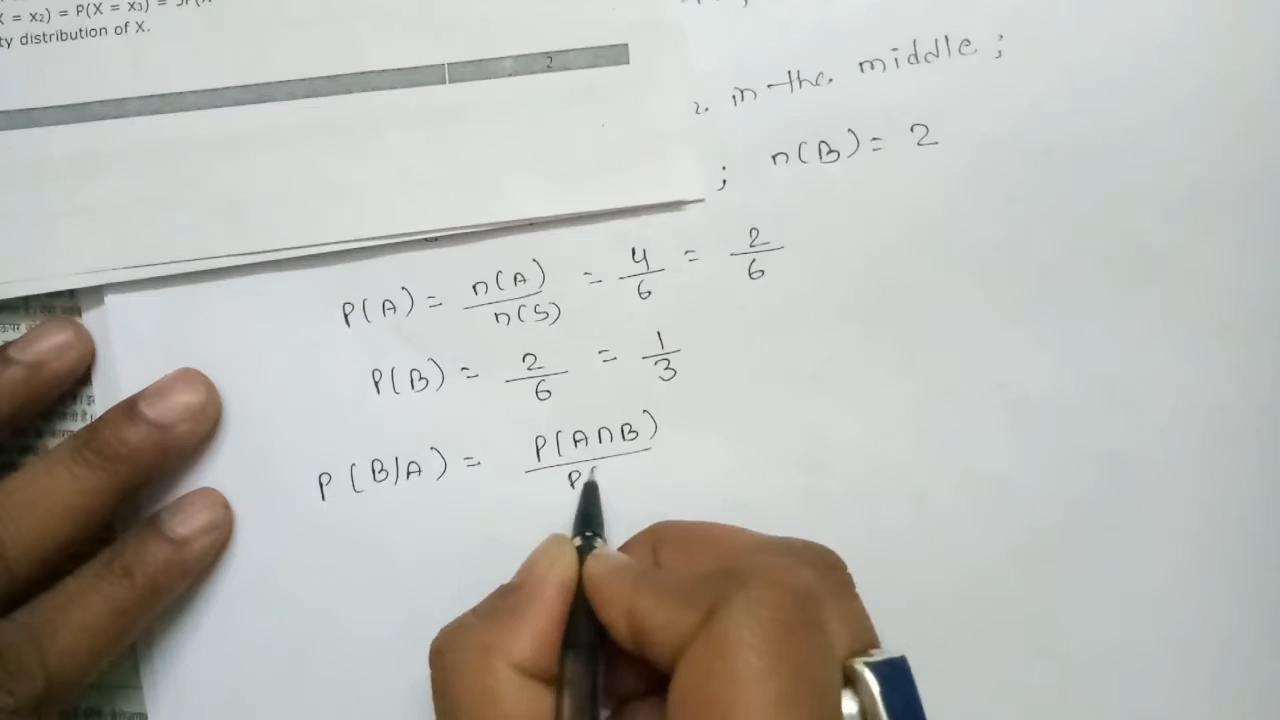 = x₂) = P(X = x₃) =
ty distribution of X.
2
2. in the middle ;
; n(B) = 2
P(A) = n(A)/n(S) = 4/6 = 2/6
P(B) = 2/6 = 1/3
P(B/A) = P(A∩B)/P(